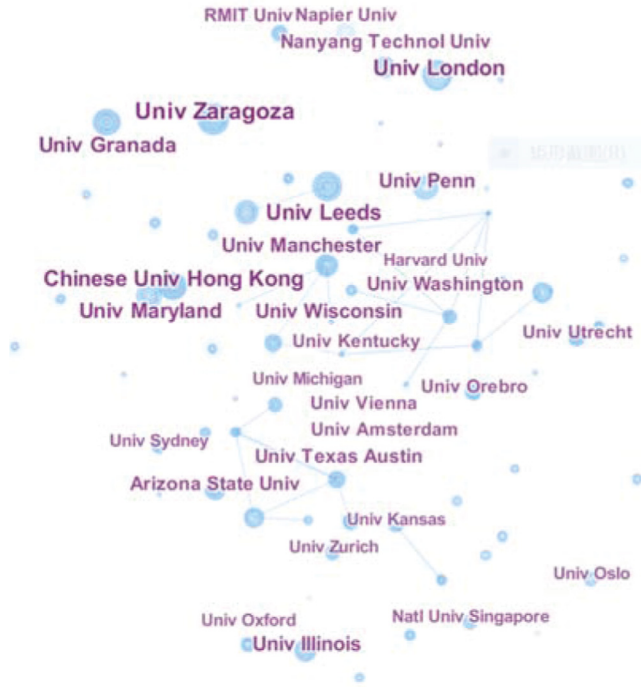 RMIT Univ Napier Univ
Nanyang Technol Univ
Univ London
Univ Zaragoza
Univ Granada
Univ Penn
Univ Leeds
Univ Manchester
Harvard Univ
Chinese Univ Hong Kong
Univ Washington
Univ Maryland
Univ Wisconsin
Univ Utrecht
Univ Kentucky
Univ Michigan
Univ Orebro
Univ Vienna
Univ Amsterdam
Univ Sydney
Univ Texas Austin
Arizona State Univ
Univ Kansas
Univ Zurich
Univ Oslo
Univ Oxford
Natl Univ Singapore
Univ Illinois